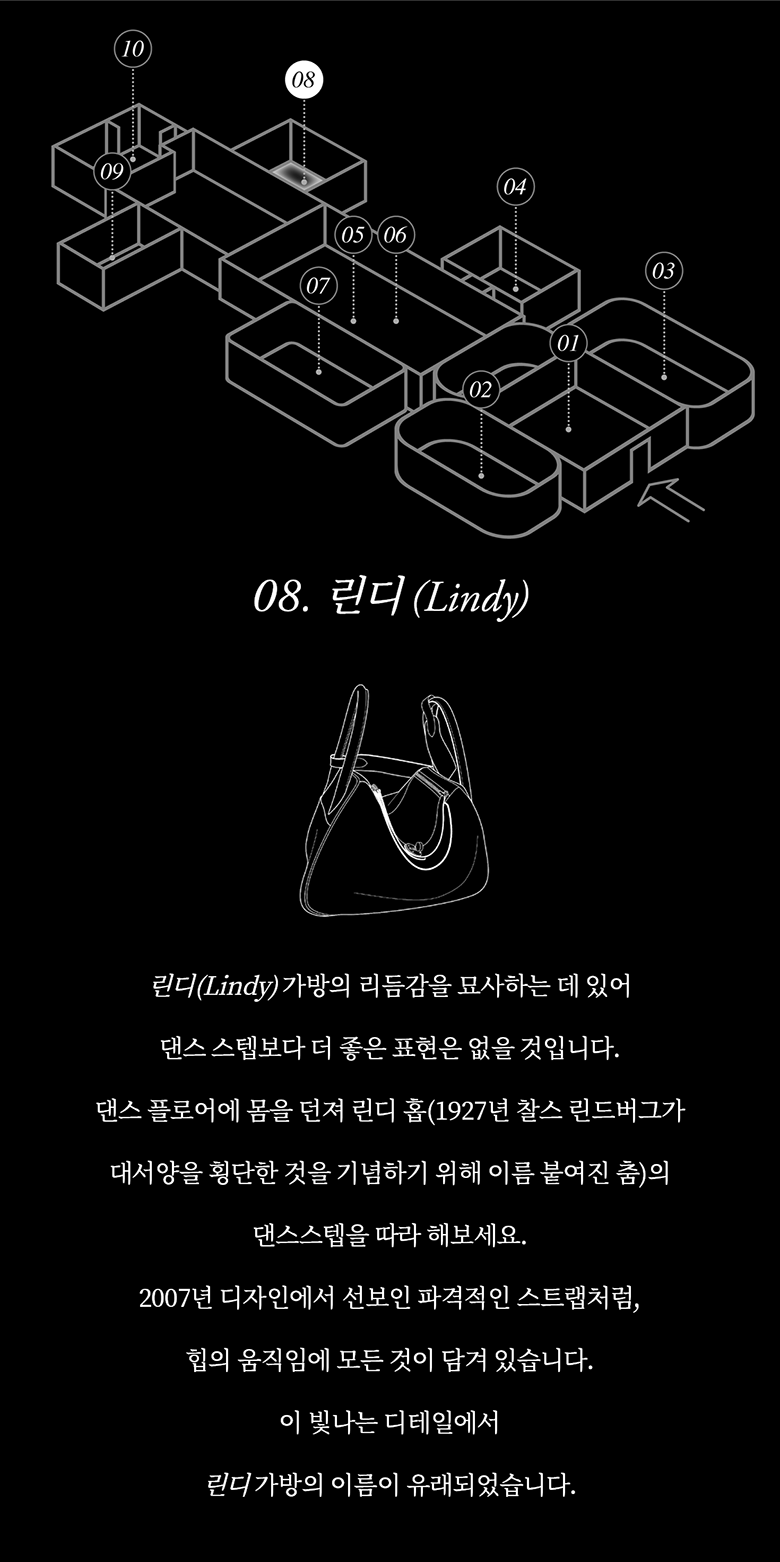 10
08
09
04
05 06
03
07
01
02
08. 린디 (Lindy)
린디(Lindy) 가방의 리듬감을 묘사하는 데 있어
댄스 스텝보다 더 좋은 표현은 없을 것입니다.
댄스 플로어에 몸을 던져 린디 홉(1927년 찰스 린드버그가
대서양을 횡단한 것을 기념하기 위해 이름 붙여진 춤)의
댄스스텝을 따라 해보세요.
2007년 디자인에서 선보인 파격적인 스트랩처럼,
힙의 움직임에 모든 것이 담겨 있습니다.
이 빛나는 디테일에서
린디 가방의 이름이 유래되었습니다.